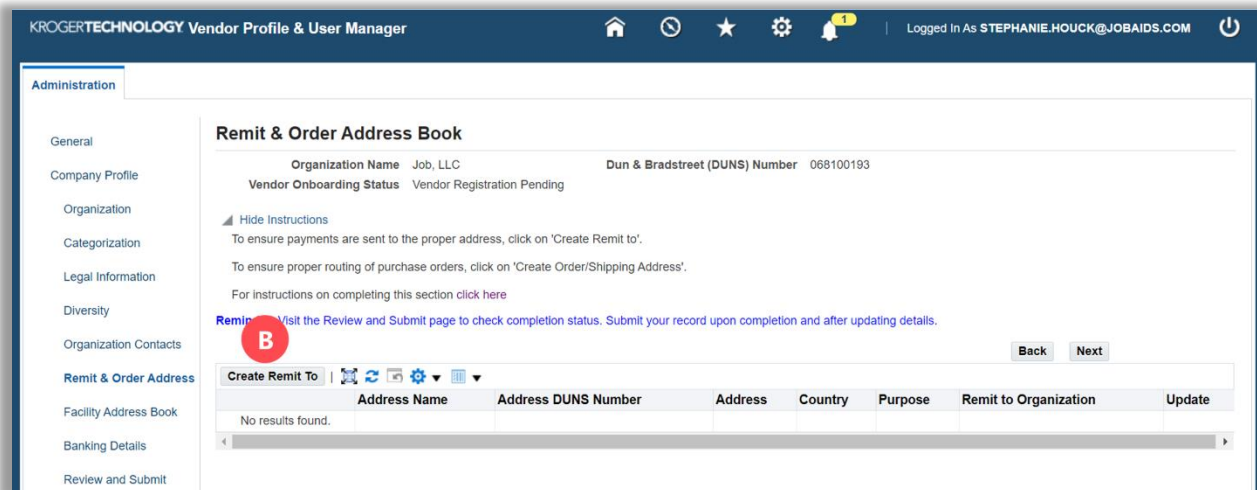 KROGERTECHNOLOGY. Vendor Profile & User Manager
1
Logged In As STEPHANIE.HOUCK@JOBAIDS.COM
Administration
General
Company Profile
Organization
Categorization
Legal Information
Diversity
Organization Contacts
Remit & Order Address
Facility Address Book
Banking Details
Review and Submit
Remit & Order Address Book
Organization Name Job, LLC Dun & Bradstreet (DUNS) Number 068100193
Vendor Onboarding Status Vendor Registration Pending
Hide Instructions
To ensure payments are sent to the proper address, click on 'Create Remit to'.
To ensure proper routing of purchase orders, click on 'Create Order/Shipping Address'.
For instructions on completing this section click here
Visit the Review and Submit page to check completion status. Submit your record upon completion and after updating details.
B
Back Next
Create Remit To
Address Name Address DUNS Number Address Country Purpose Remit to Organization Update
No results found.